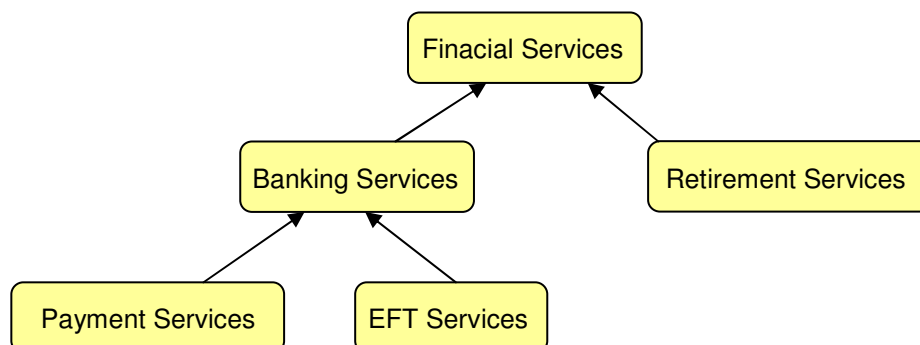 Finacial Services
Banking Services
Retirement Services
Payment Services
EFT Services